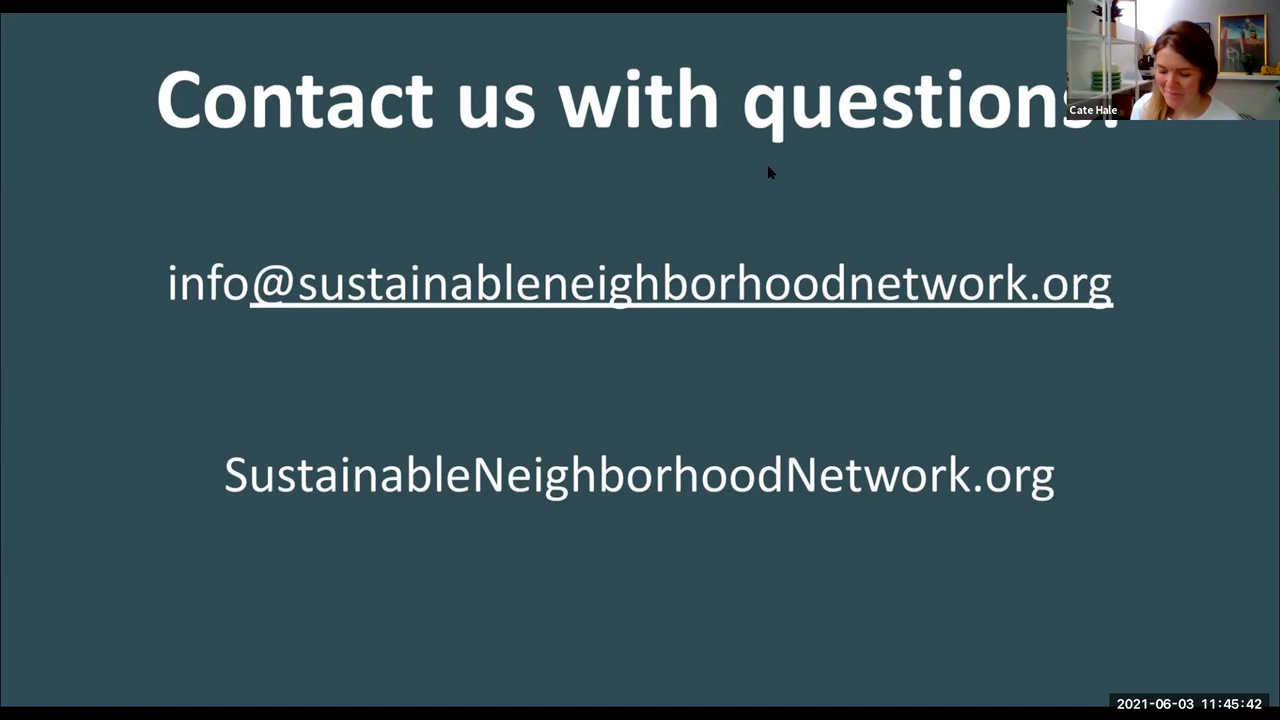 Contact us with questions!
Cate Hale
info@sustainableneighborhoodnetwork.org
SustainableNeighborhoodNetwork.org
2021-06-03 11:45:42